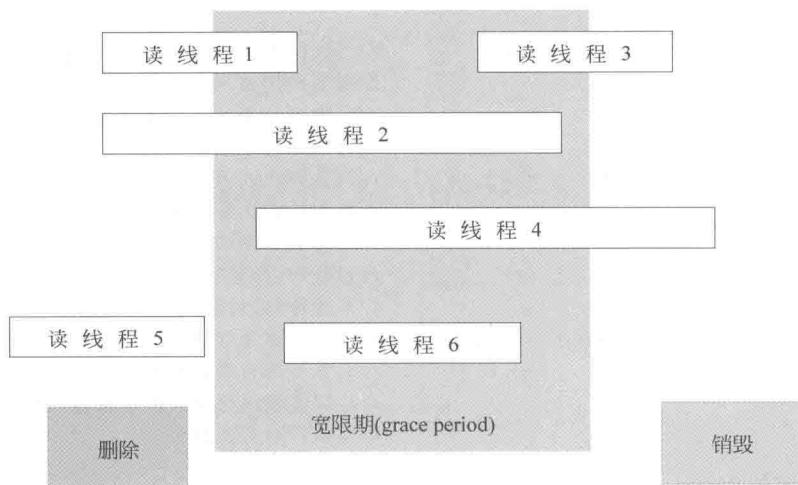 读线程1
读线程3
读线程2
读线程4
读线程5
读线程6
宽限期(grace period)
删除
销毁